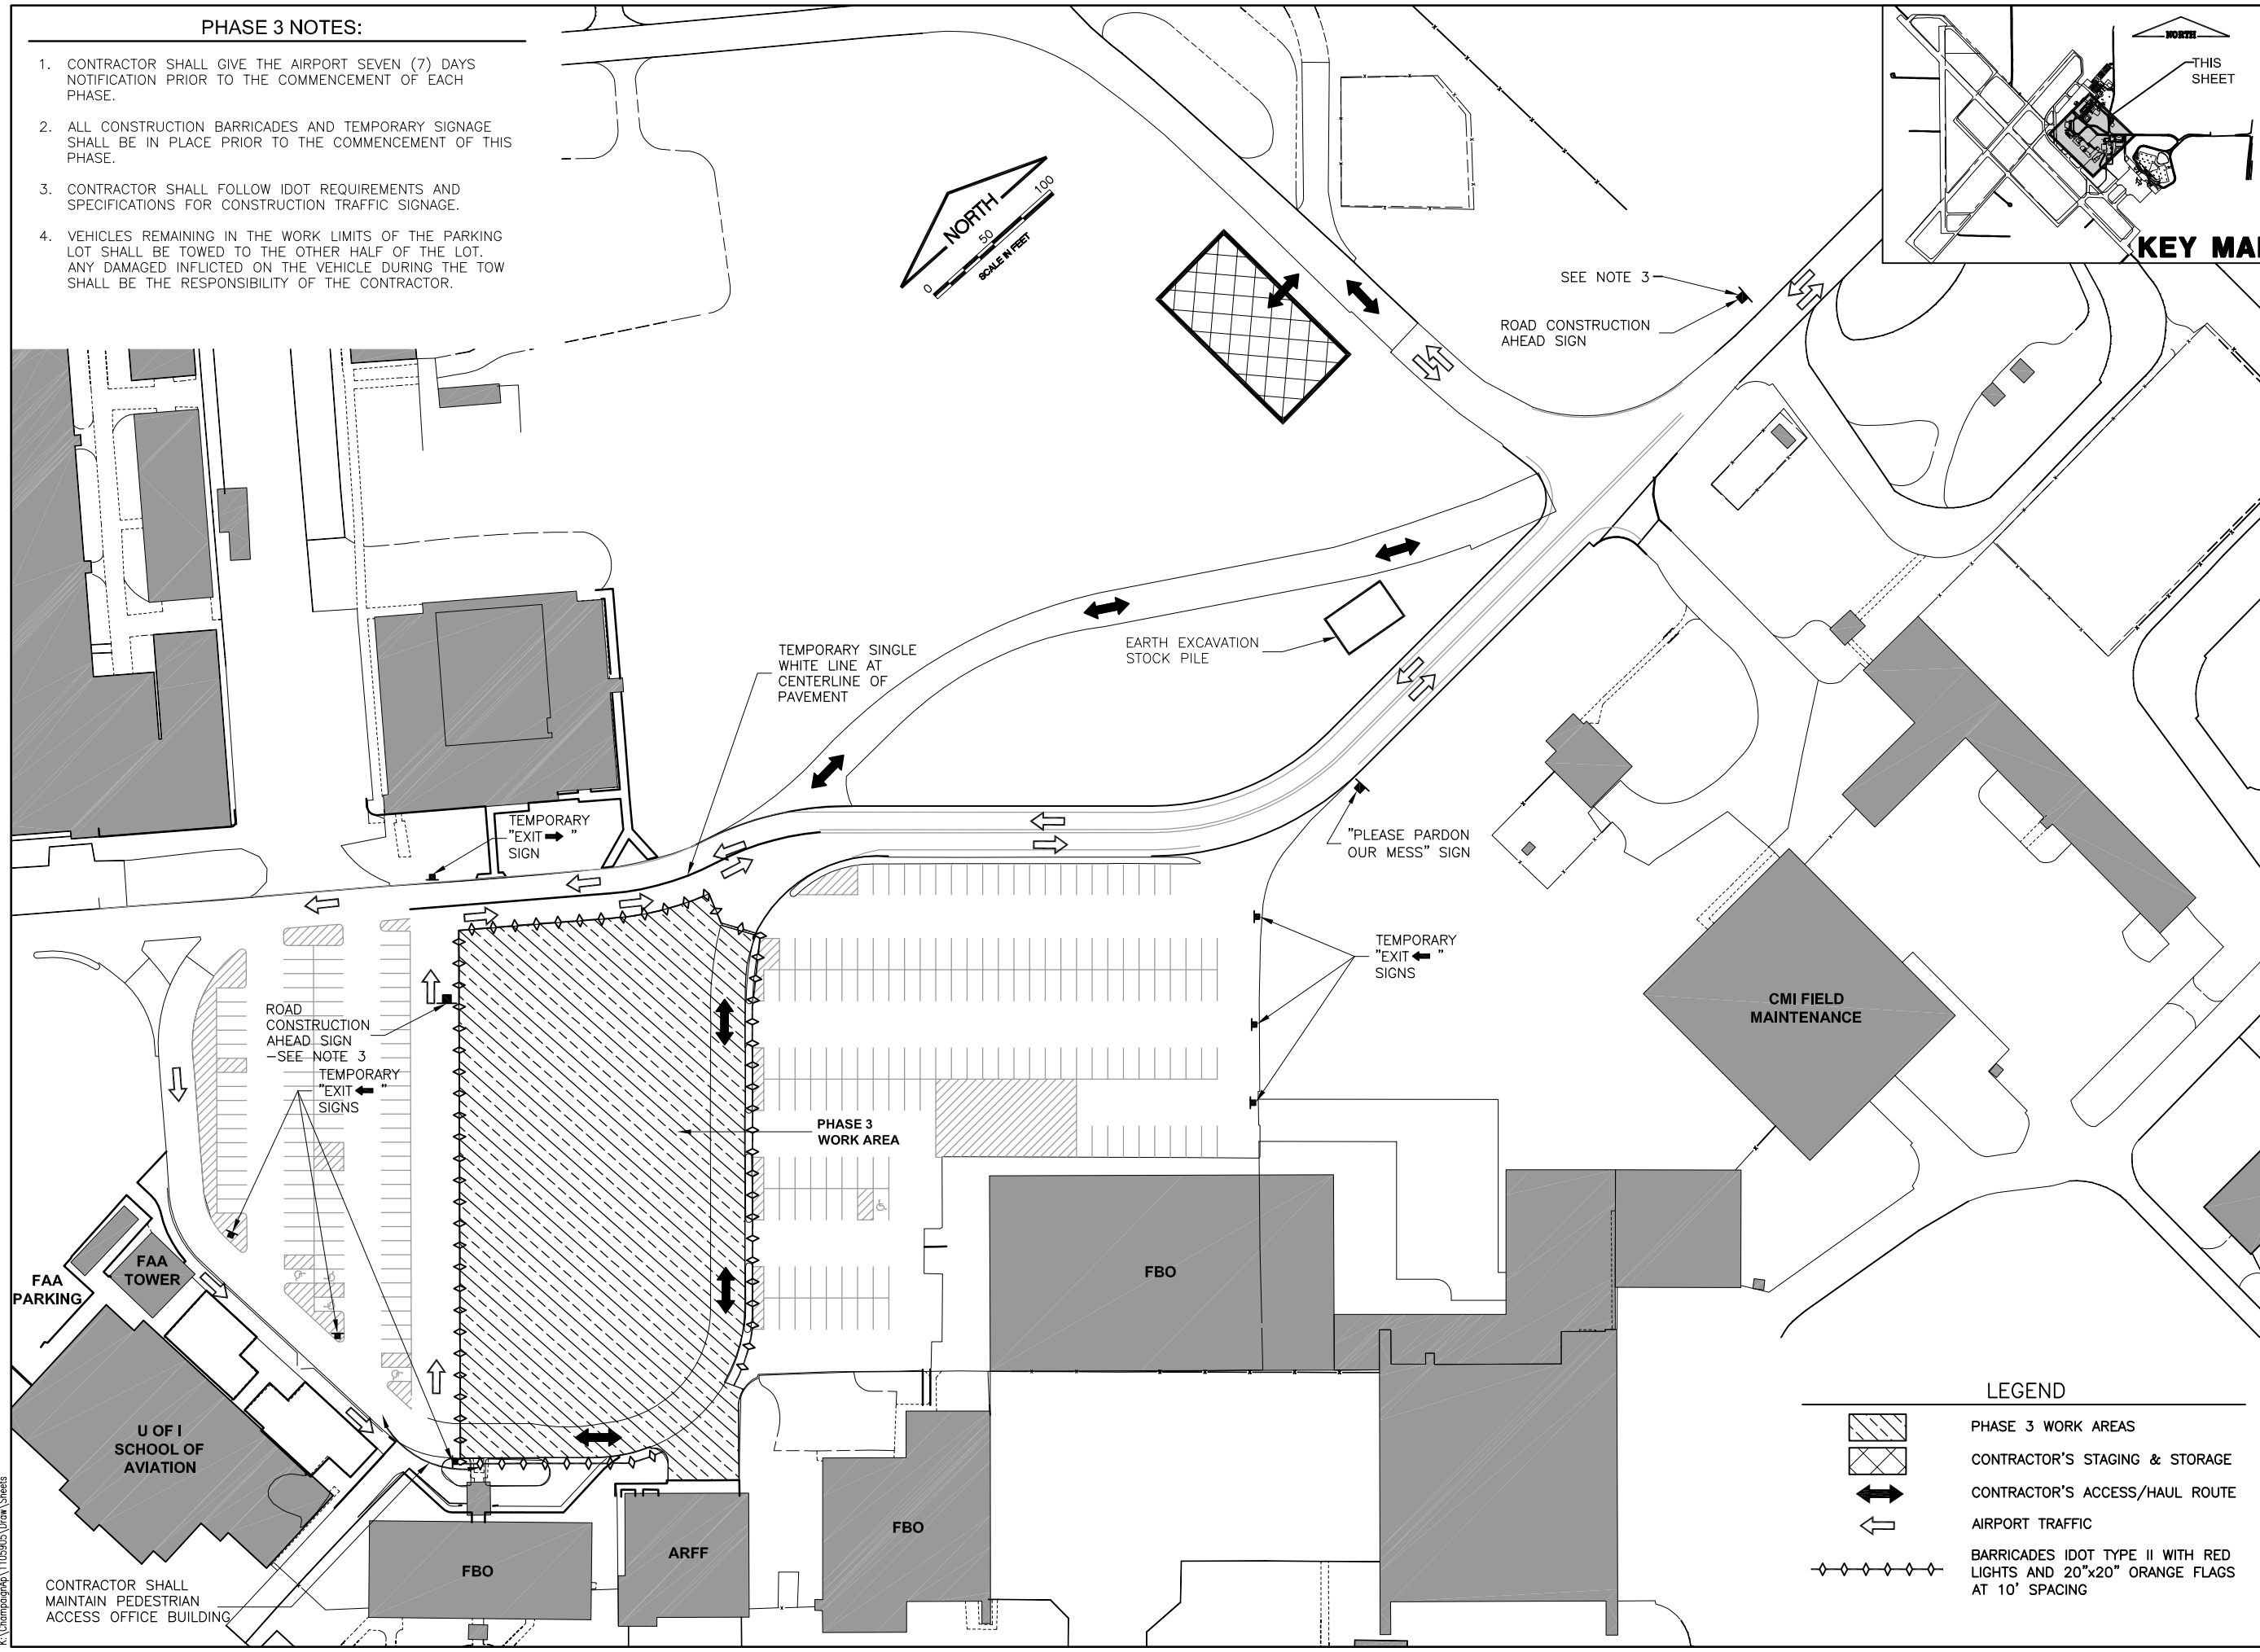 PHASE 3 NOTES:
1. CONTRACTOR SHALL GIVE THE AIRPORT SEVEN (7) DAYS
NOTIFICATION PRIOR TO THE COMMENCEMENT OF EACH
PHASE.
2. ALL CONSTRUCTION BARRICADES AND TEMPORARY SIGNAGE
SHALL BE IN PLACE PRIOR TO THE COMMENCEMENT OF THIS
PHASE.
3. CONTRACTOR SHALL FOLLOW IDOT REQUIREMENTS AND
SPECIFICATIONS FOR CONSTRUCTION TRAFFIC SIGNAGE.
4. VEHICLES REMAINING IN THE WORK LIMITS OF THE PARKING
LOT SHALL BE TOWED TO THE OTHER HALF OF THE LOT.
ANY DAMAGED INFLICTED ON THE VEHICLE DURING THE TOW
SHALL BE THE RESPONSIBILITY OF THE CONTRACTOR.
NORTH
0 50 100
SCALE IN FEET
NORTH
THIS
SHEET
KEY MA
SEE NOTE 3
ROAD CONSTRUCTION
AHEAD SIGN
TEMPORARY SINGLE
WHITE LINE AT
CENTERLINE OF
PAVEMENT
EARTH EXCAVATION
STOCK PILE
TEMPORARY
"EXIT ➡ "
SIGN
"PLEASE PARDON
OUR MESS" SIGN
TEMPORARY
"EXIT ⬅ "
SIGNS
CMI FIELD
MAINTENANCE
ROAD
CONSTRUCTION
AHEAD SIGN
-SEE NOTE 3
TEMPORARY
"EXIT ⬅ "
SIGNS
PHASE 3
WORK AREA
FAA
TOWER
FAA
PARKING
FBO
U OF I
SCHOOL OF
AVIATION
FBO
ARFF
FBO
CONTRACTOR SHALL
MAINTAIN PEDESTRIAN
ACCESS OFFICE BUILDING
LEGEND
PHASE 3 WORK AREAS
CONTRACTOR'S STAGING & STORAGE
CONTRACTOR'S ACCESS/HAUL ROUTE
AIRPORT TRAFFIC
BARRICADES IDOT TYPE II WITH RED
LIGHTS AND 20"x20" ORANGE FLAGS
AT 10' SPACING